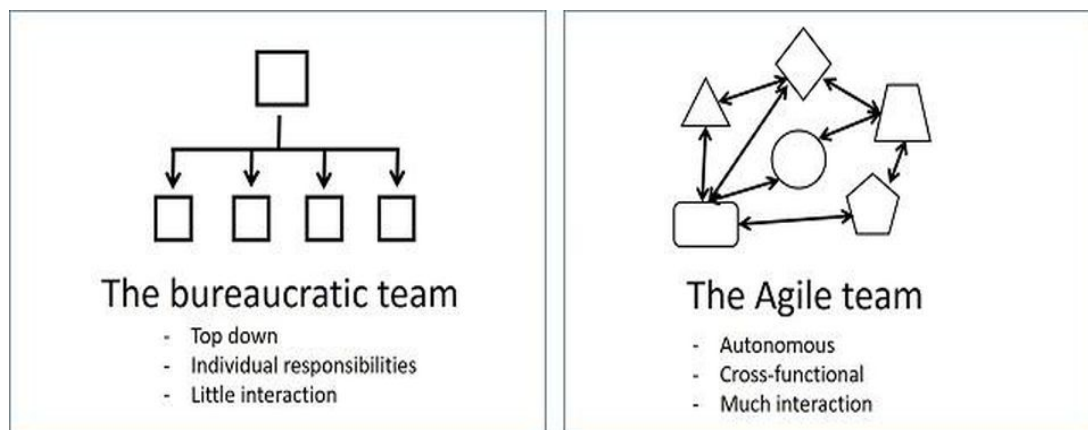 The bureaucratic team
- Top down
- Individual responsibilities
- Little interaction
The Agile team
- Autonomous
- Cross-functional
- Much interaction